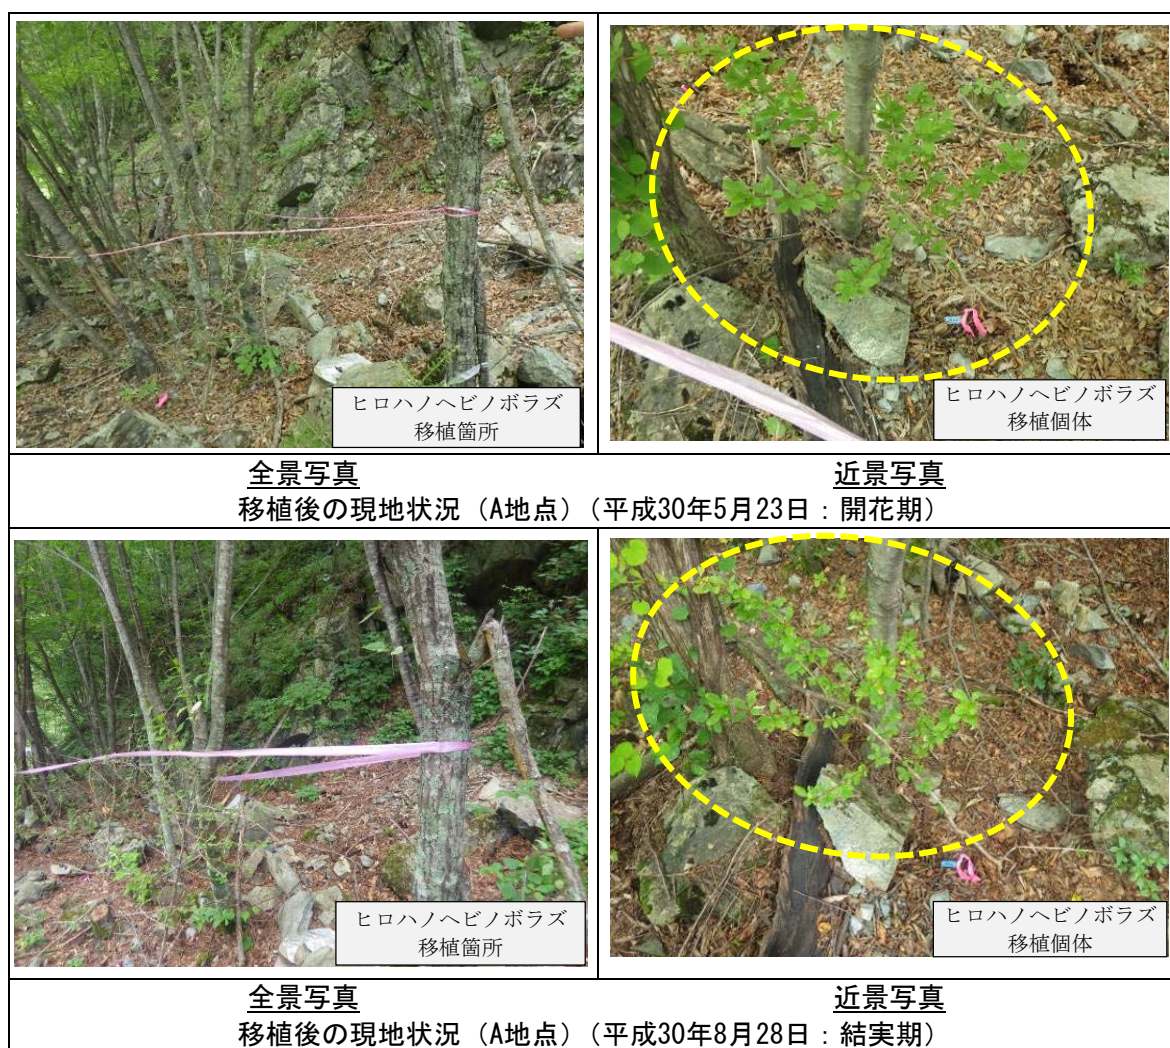 ヒロハノヘビノボラズ
移植箇所
ヒロハノヘビノボラズ
移植個体
全景写真
近景写真
移植後の現地状況（A地点）（平成30年5月23日：開花期）
ヒロハノヘビノボラズ
移植箇所
ヒロハノヘビノボラズ
移植個体
全景写真
近景写真
移植後の現地状況（A地点）（平成30年8月28日：結実期）